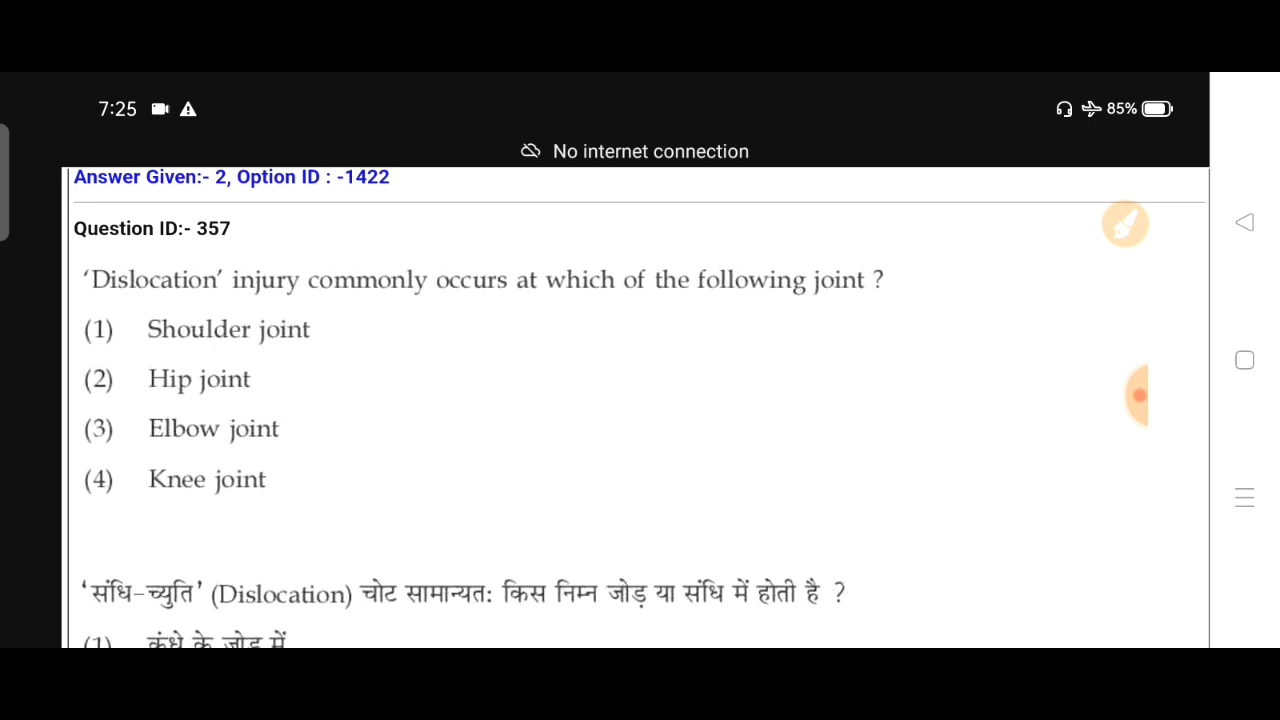 7:25
85%
No internet connection
Answer Given:- 2, Option ID : -1422
Question ID:- 357
‘Dislocation’ injury commonly occurs at which of the following joint ?
(1) Shoulder joint
(2) Hip joint
(3) Elbow joint
(4) Knee joint
‘संधि-च्युति’ (Dislocation) चोट सामान्यत: किस निम्न जोड़ या संधि में होती है ?
(1) कंधे के जोड़ में